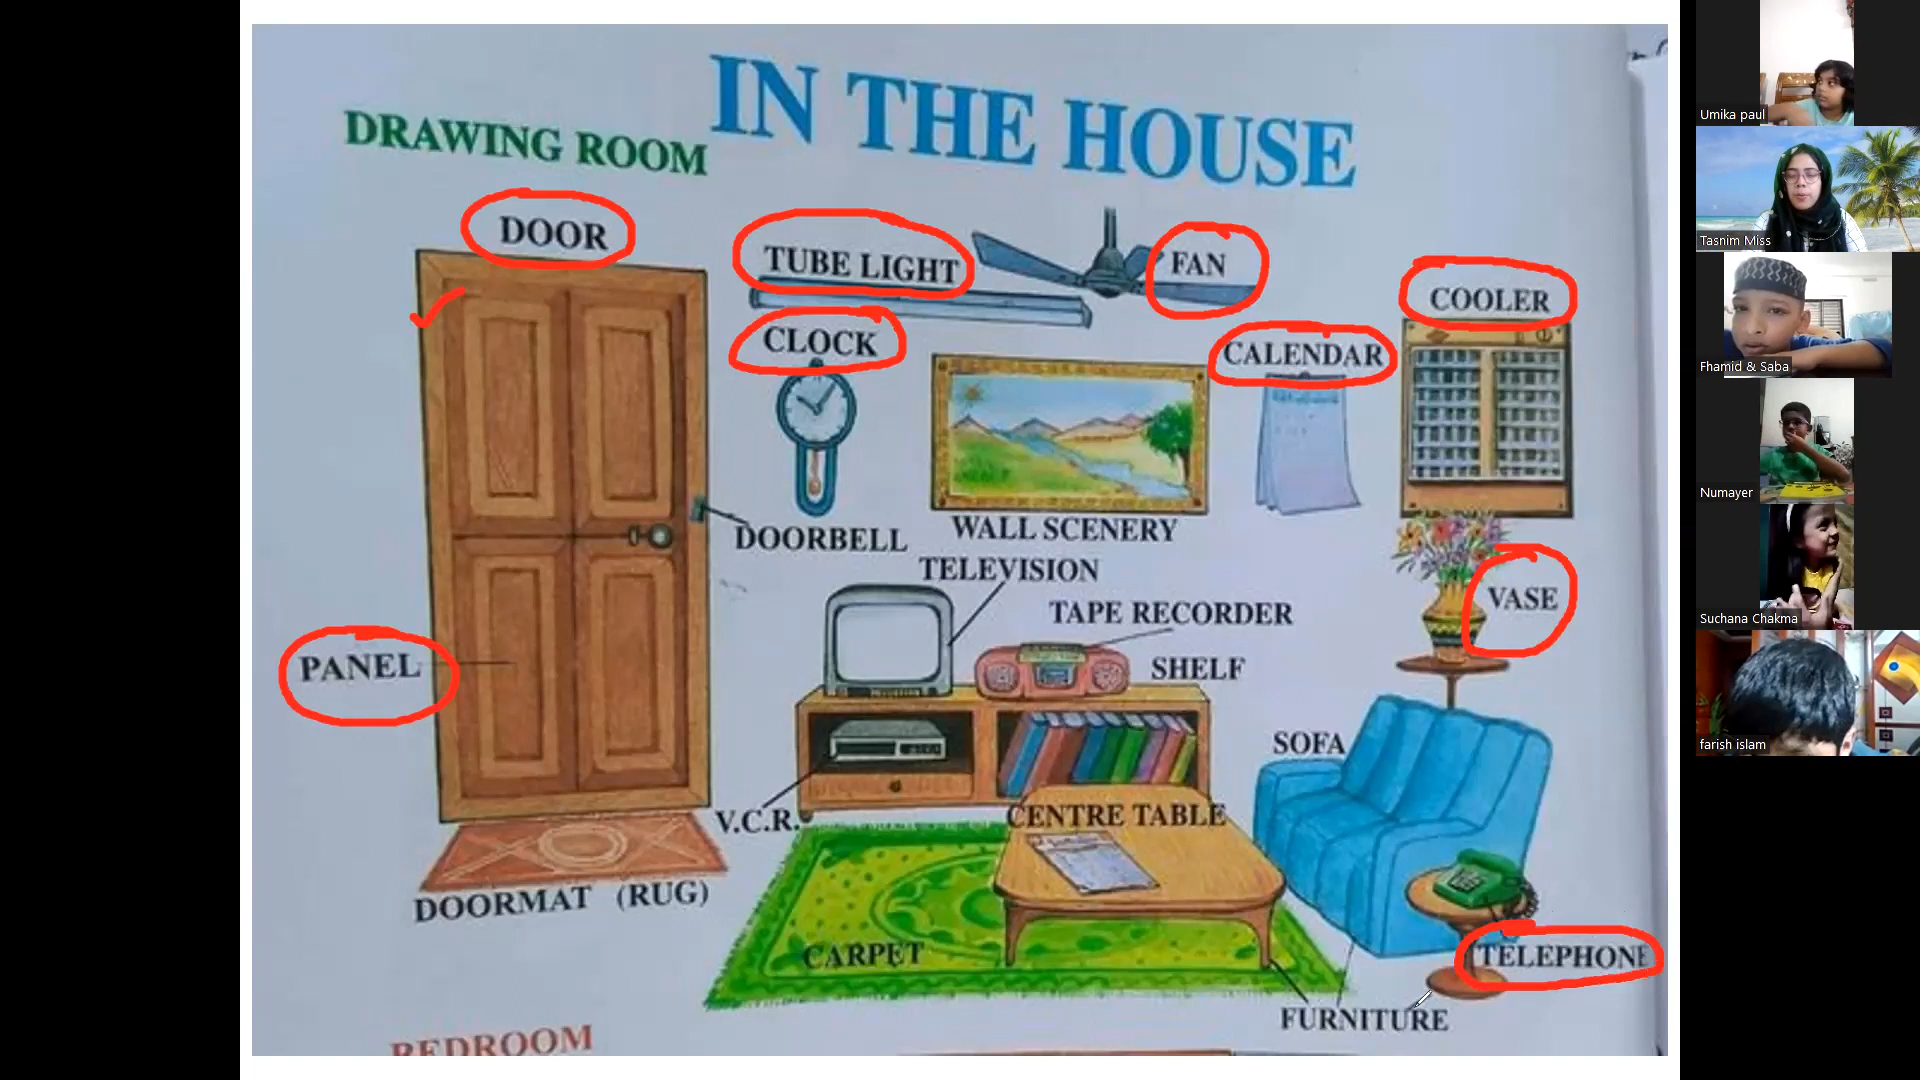 IN THE HOUSE
DRAWING ROOM
DOOR
TUBE LIGHT
FAN
COOLER
CLOCK
CALENDAR
DOORBELL
WALL SCENERY
TELEVISION
VASE
TAPE RECORDER
PANEL
SHELF
SOFA
V.C.R.
CENTRE TABLE
DOORMAT (RUG)
CARPET
TELEPHONE
FURNITURE
BEDROOM
Umika paul
Tasnim Miss
Fhamid & Saba
Numayer
Suchana Chakma
farish islam